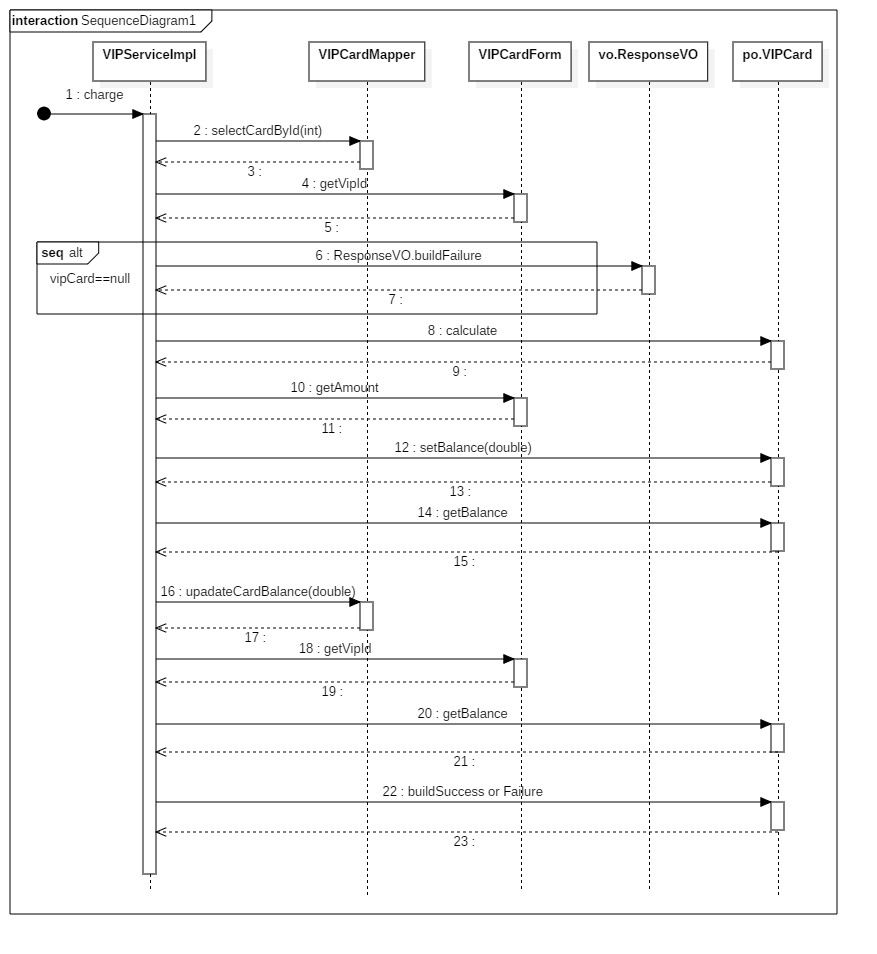 interaction SequenceDiagram1
VIPServiceImpl
VIPCardMapper
VIPCardForm
vo.ResponseVO
po.VIPCard
1 : charge
2 : selectCardById(int)
3 :
4 : getVipId
5 :
seq alt
6 : ResponseVO.buildFailure
vipCard==null
7 :
8 : calculate
9 :
10 : getAmount
11 :
12 : setBalance(double)
13 :
14 : getBalance
15 :
16 : upadateCardBalance(double)
17 :
18 : getVipId
19 :
20 : getBalance
21 :
22 : buildSuccess or Failure
23 :